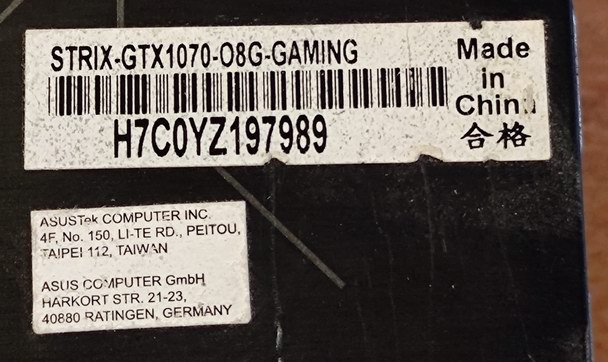 STRIX-GTX1070-O8G-GAMING
H7C0YZ197989
Made
in
China
合格
ASUSTek COMPUTER INC.
4F, No. 150, LI-TE RD., PEITOU,
TAIPEI 112, TAIWAN
ASUS COMPUTER GmbH
HARKORT STR. 21-23,
40880 RATINGEN, GERMANY